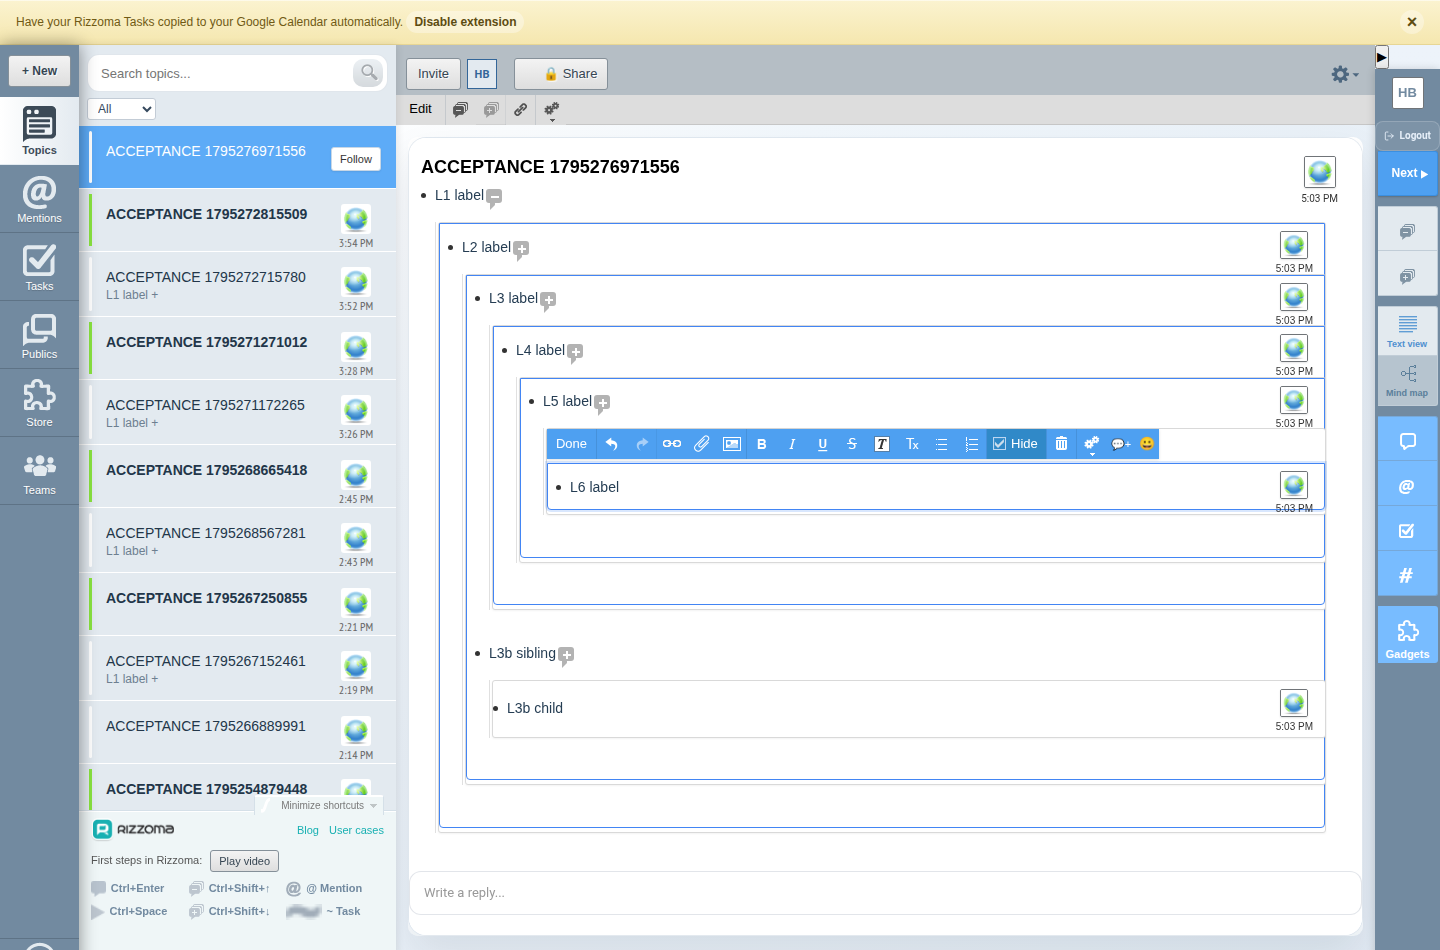 Have your Rizzoma Tasks copied to your Google Calendar automatically. Disable extension ✕
+ New
Topics
Mentions
Tasks
Publics
Store
Teams
Search topics...
All
ACCEPTANCE 1795276971556
Follow
ACCEPTANCE 1795272815509
3:54 PM
ACCEPTANCE 1795272715780
L1 label +
3:52 PM
ACCEPTANCE 1795271271012
3:28 PM
ACCEPTANCE 1795271172265
L1 label +
3:26 PM
ACCEPTANCE 1795268665418
2:45 PM
ACCEPTANCE 1795268567281
L1 label +
2:43 PM
ACCEPTANCE 1795267250855
2:21 PM
ACCEPTANCE 1795267152461
L1 label +
2:19 PM
ACCEPTANCE 1795266889991
2:14 PM
ACCEPTANCE 1795254879448
Minimize shortcuts
RIZZOMA
Blog User cases
First steps in Rizzoma: Play video
Ctrl+Enter Ctrl+Shift+↑ @ Mention
Ctrl+Space Ctrl+Shift+↓ ~ Task
Invite HB Share
Edit
ACCEPTANCE 1795276971556
5:03 PM
• L1 label
• L2 label
5:03 PM
• L3 label
5:03 PM
• L4 label
5:03 PM
• L5 label
5:03 PM
Done B I U S T Tx Hide
• L6 label
5:03 PM
• L3b sibling
• L3b child
5:03 PM
Write a reply...
HB
Logout
Next ▶
Text view
Mind map
@
#
Gadgets